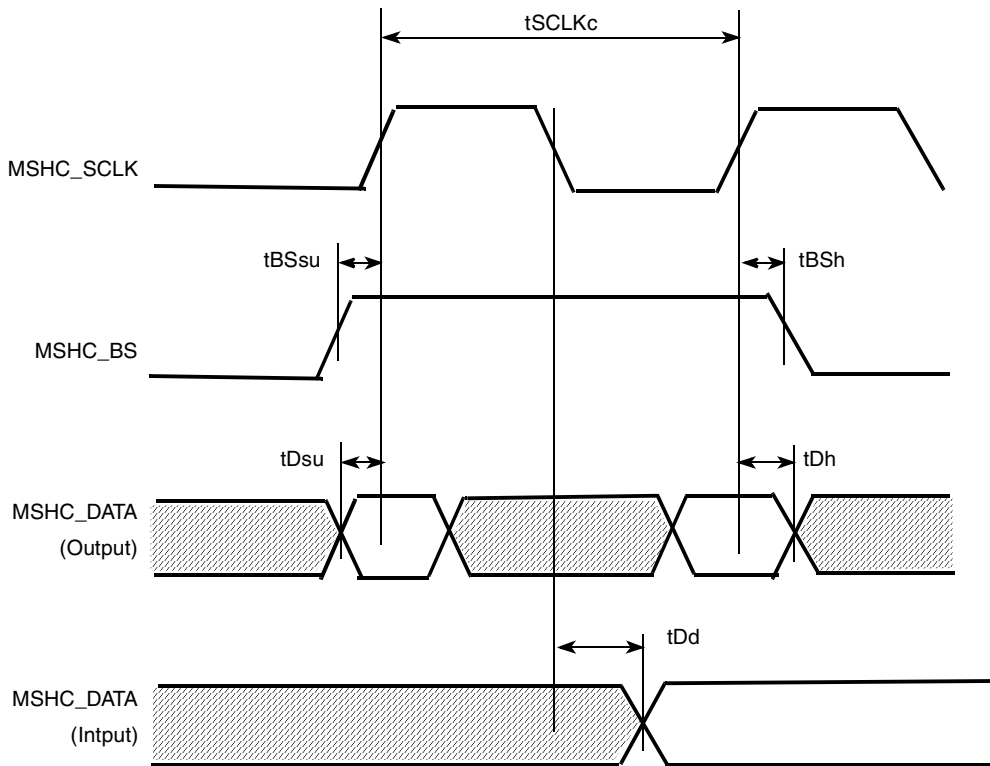 tSCLKc
MSHC_SCLK
tBSsu
tBSh
MSHC_BS
tDsu
tDh
MSHC_DATA
(Output)
tDd
MSHC_DATA
(Intput)